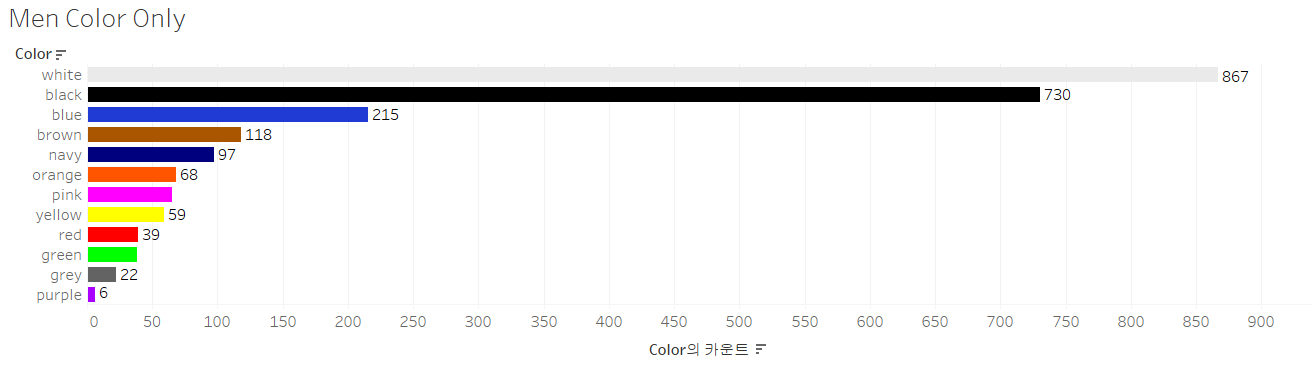 Men Color Only
Color
white 867
black 730
blue 215
brown 118
navy 97
orange 68
pink
yellow 59
red 39
green
grey 22
purple 6
0 50 100 150 200 250 300 350 400 450 500 550 600 650 700 750 800 850 900
Color의 카운트